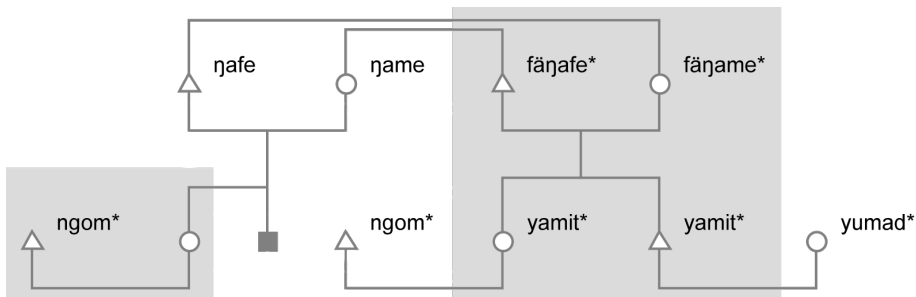 ŋafe ŋame fäŋafe* fäŋame*
ngom* ngom* yamit* yamit* yumad*